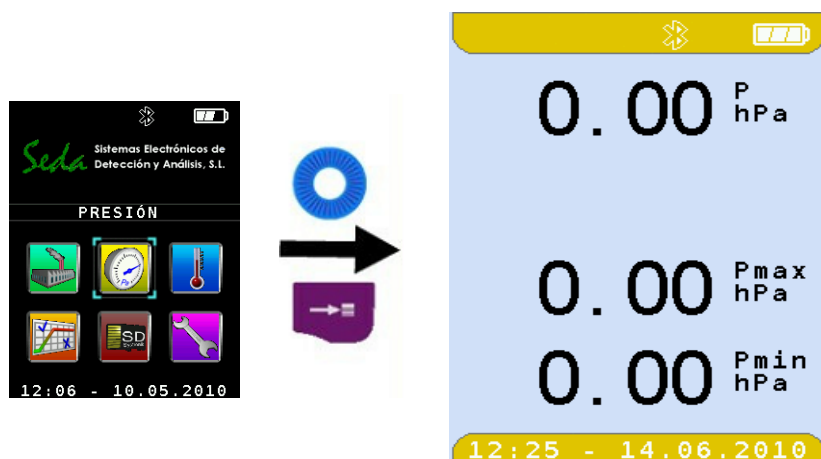 Seda
Sistemas Electrónicos de
Detección y Análisis, S.L.
PRESIÓN
Pa
SD
12:06 - 10.05.2010
0.00 P
hPa
0.00 Pmax
hPa
0.00 Pmin
hPa
12:25 - 14.06.2010